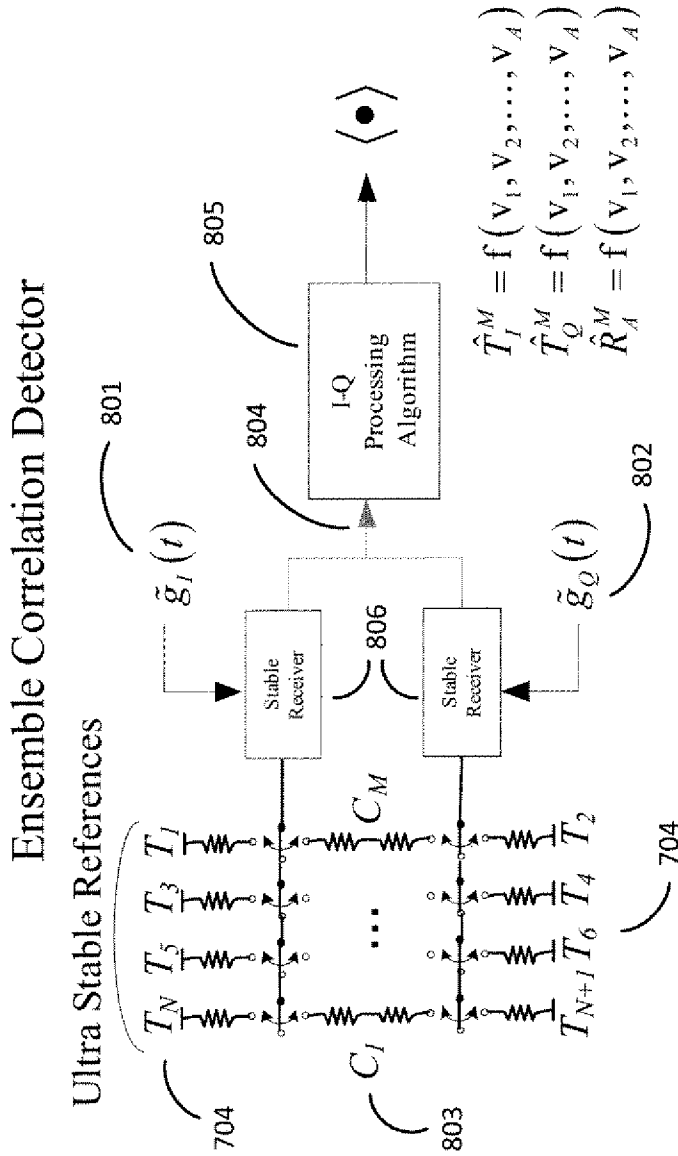 Ensemble Correlation Detector
Ultra Stable References
704
T_N T_5 T_3 T_1
C_I
803
...
C_M
T_{N+1} T_6 T_4 T_2
704
801
g̃_I(t)
Stable
Receiver
806
Stable
Receiver
g̃_Q(t)
802
804
805
I-Q
Processing
Algorithm
⟨•⟩
T̂_I^M = f(v_1, v_2, ..., v_A)
T̂_Q^M = f(v_1, v_2, ..., v_A)
R̂_A^M = f(v_1, v_2, ..., v_A)